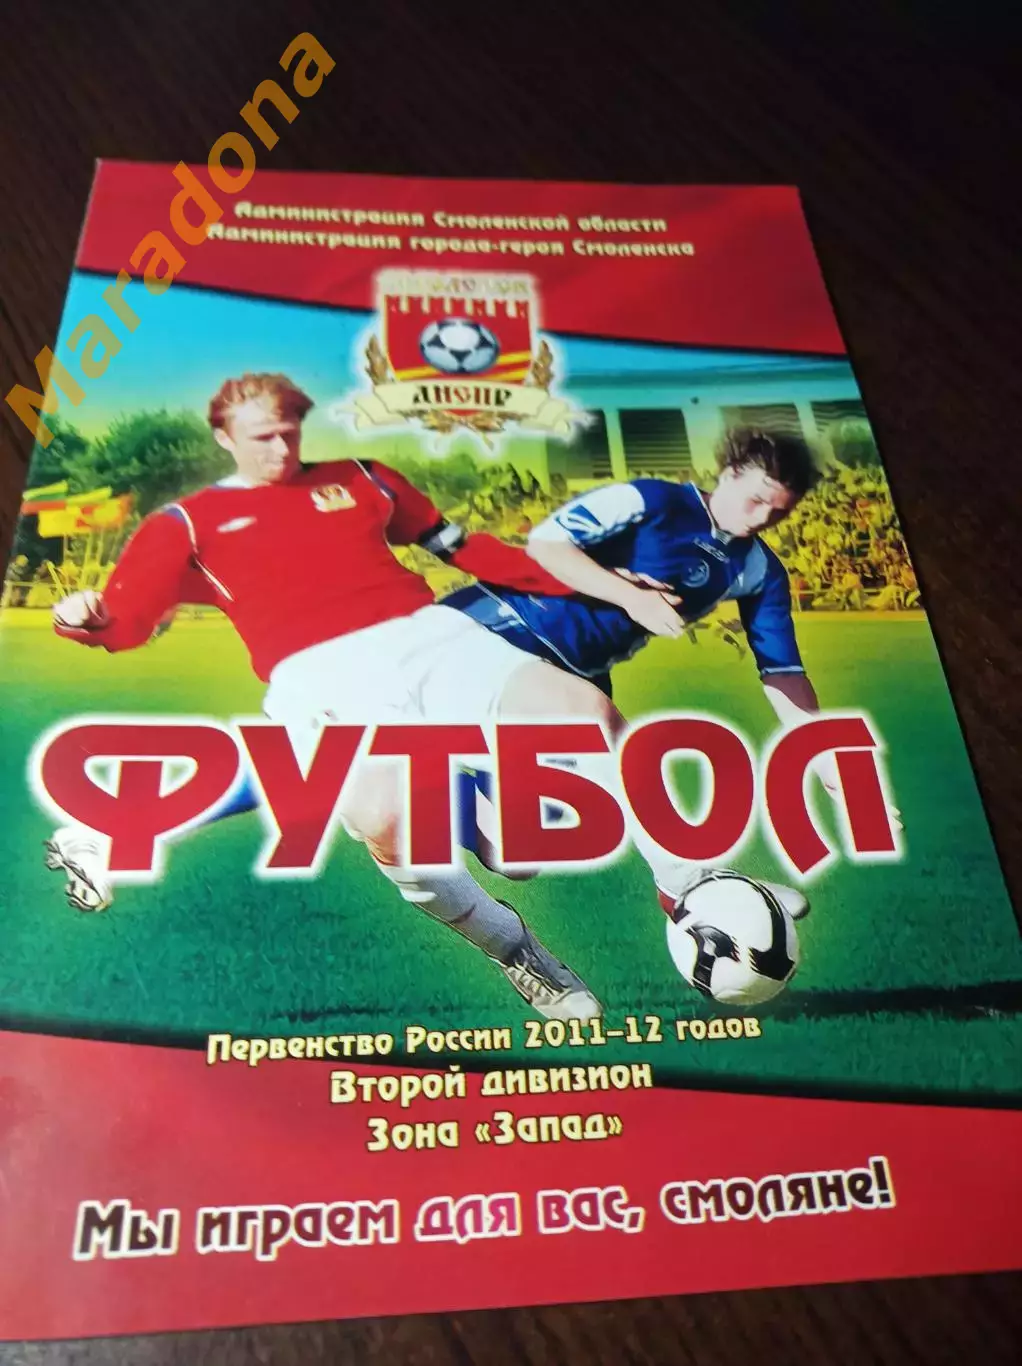 Maradona
Администрация Смоленской области
Администрация города-героя Смоленска
ДНЕПР
ФУТБОЛ
Первенство России 2011-12 годов
Второй дивизион
Зона «Запад»
Мы играем для вас, смоляне!